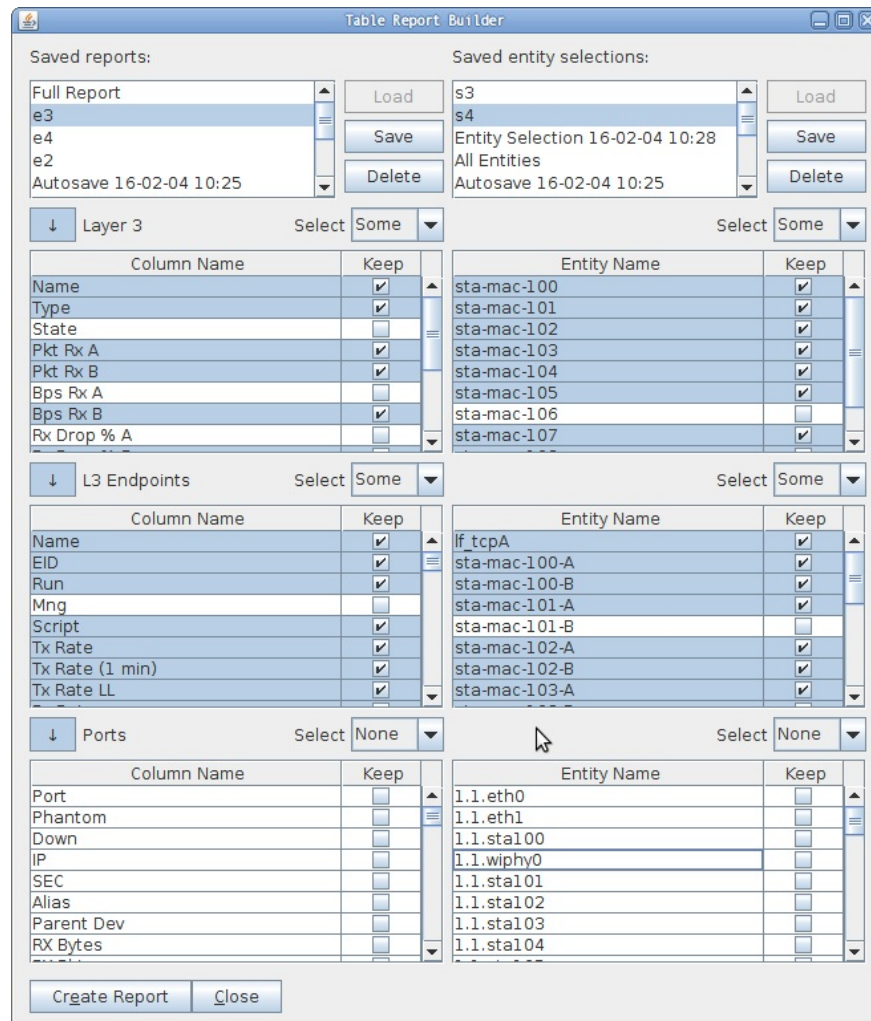 Table Report Builder
Saved reports:
Full Report
e3
e4
e2
Autosave 16-02-04 10:25
Load
Save
Delete
Saved entity selections:
s3
s4
Entity Selection 16-02-04 10:28
All Entities
Autosave 16-02-04 10:25
Load
Save
Delete
↓ Layer 3 Select Some
Select Some
Column Name Keep
Name
Type
State
Pkt Rx A
Pkt Rx B
Bps Rx A
Bps Rx B
Rx Drop % A
Entity Name Keep
sta-mac-100
sta-mac-101
sta-mac-102
sta-mac-103
sta-mac-104
sta-mac-105
sta-mac-106
sta-mac-107
↓ L3 Endpoints Select Some
Select Some
Column Name Keep
Name
EID
Run
Mng
Script
Tx Rate
Tx Rate (1 min)
Tx Rate LL
Entity Name Keep
lf_tcpA
sta-mac-100-A
sta-mac-100-B
sta-mac-101-A
sta-mac-101-B
sta-mac-102-A
sta-mac-102-B
sta-mac-103-A
↓ Ports Select None
Select None
Column Name Keep
Port
Phantom
Down
IP
SEC
Alias
Parent Dev
RX Bytes
Entity Name Keep
1.1.eth0
1.1.eth1
1.1.sta100
1.1.wiphy0
1.1.sta101
1.1.sta102
1.1.sta103
1.1.sta104
Create Report Close